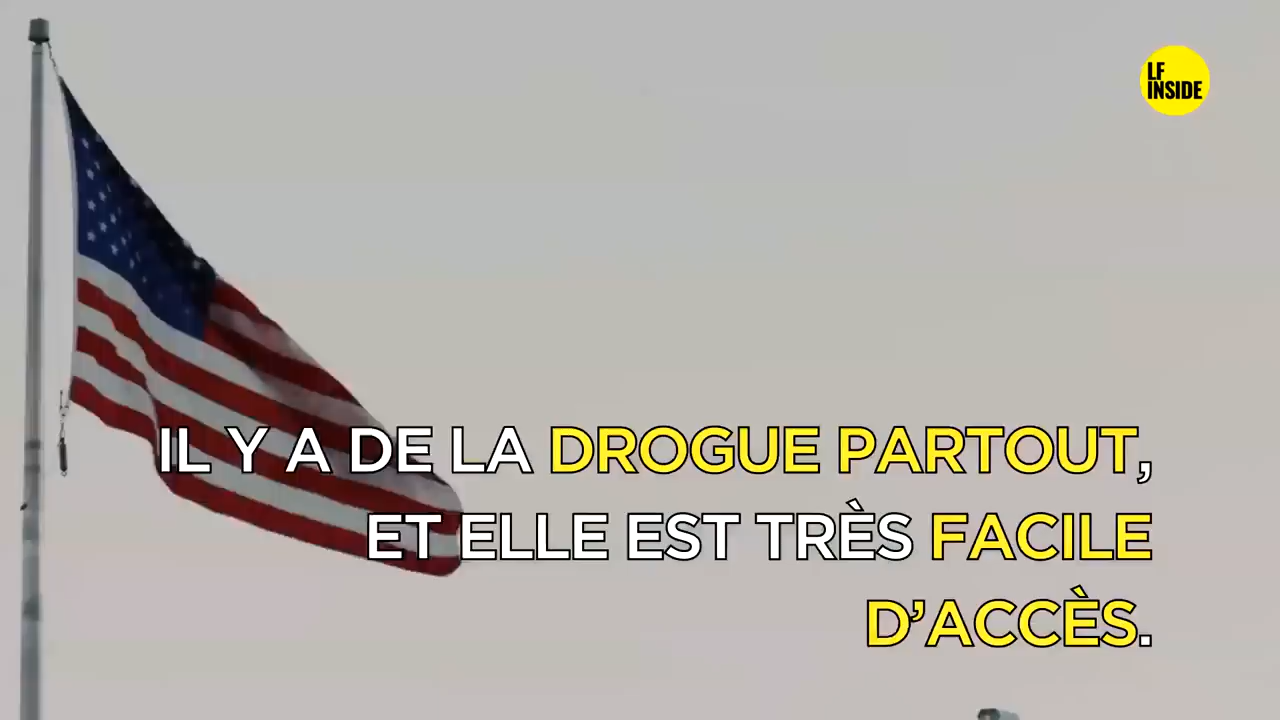 LF
INSIDE
IL Y A DE LA DROGUE PARTOUT,
ET ELLE EST TRÈS FACILE
D’ACCÈS.